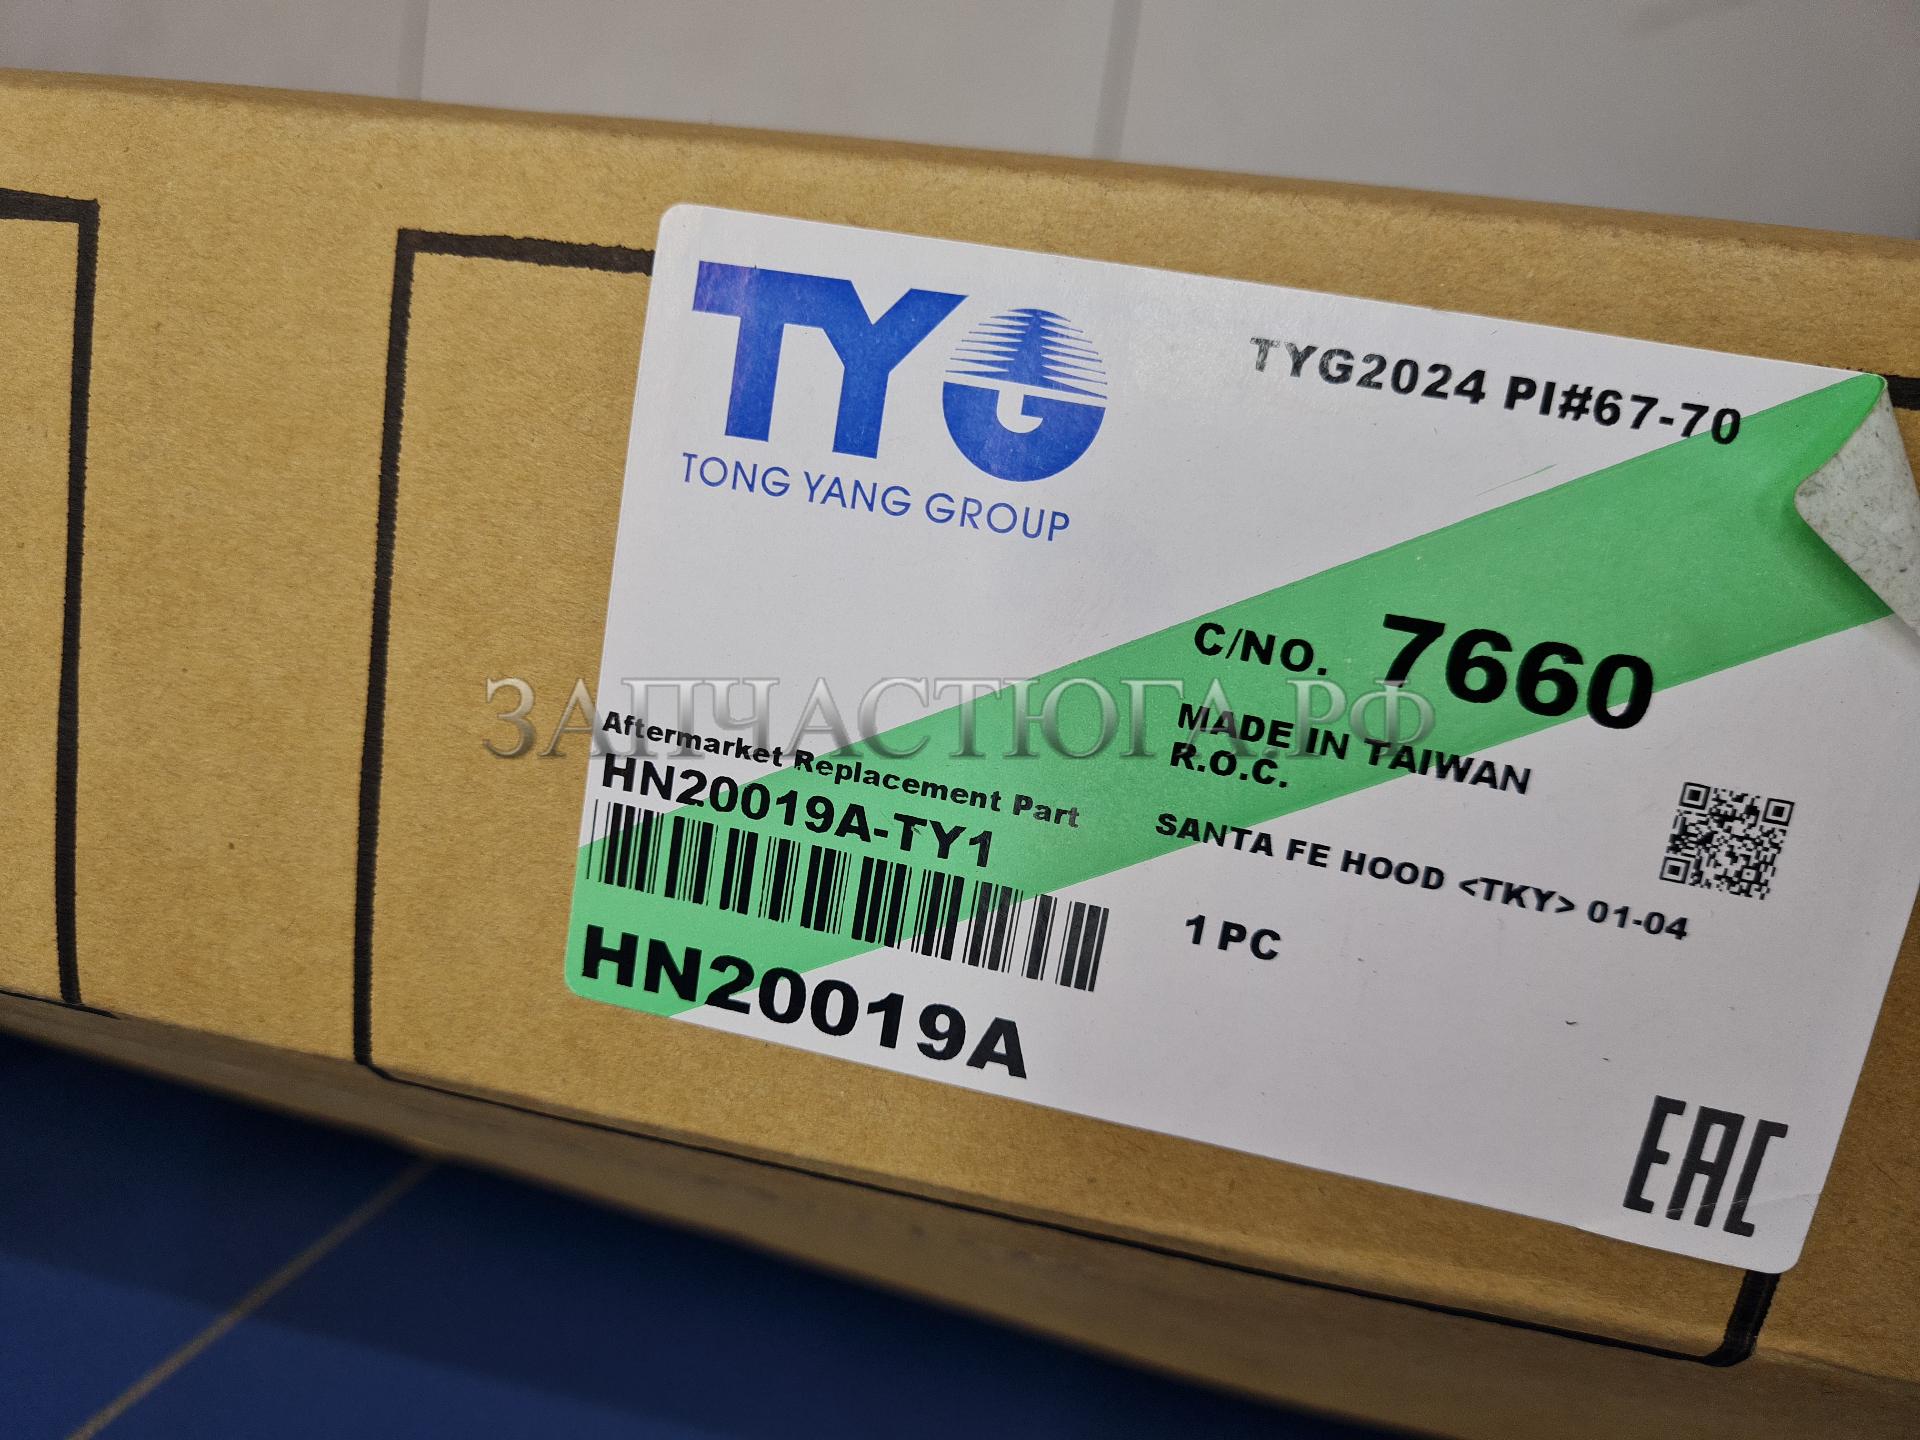 TYG
TONG YANG GROUP
TYG2024 PI#67-70
C/NO. 7660
MADE IN TAIWAN
R.O.C.
ЗАПЧАСТЮГА.РФ
Aftermarket Replacement Part
HN20019A-TY1
SANTA FE HOOD <TKY> 01-04
1 PC
HN20019A
EAC